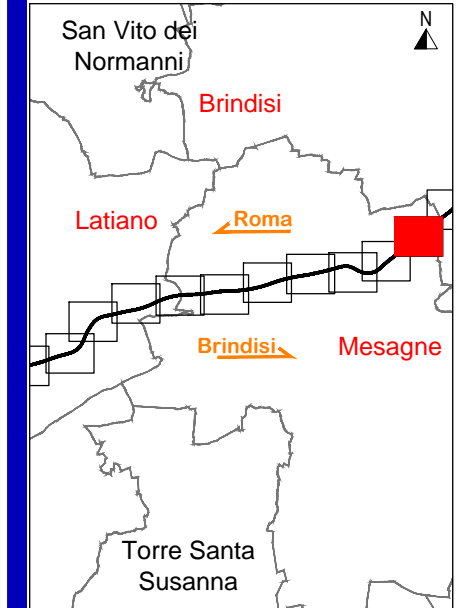 San Vito dei
Normanni
N
Brindisi
Latiano
Roma
Brindisi
Mesagne
Torre Santa
Susanna